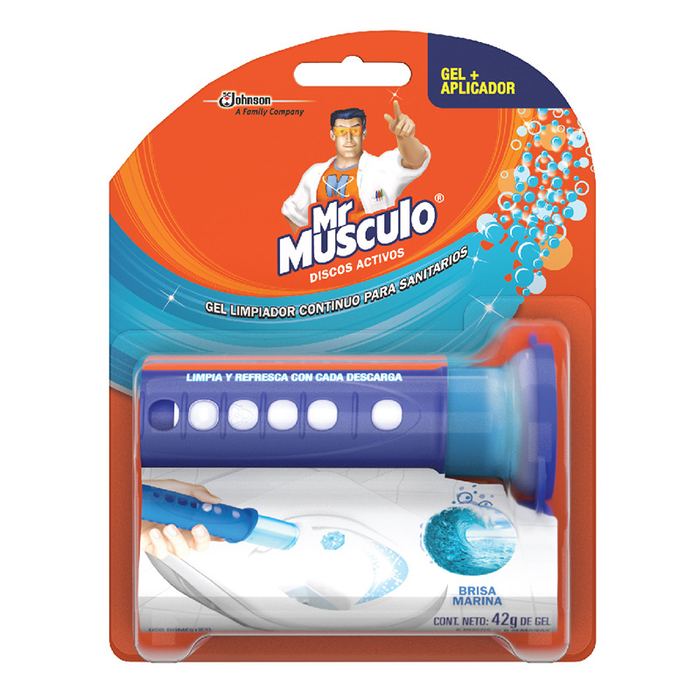 GEL +
APLICADOR
SC Johnson
A Family Company
M
Mr
Musculo®
DISCOS ACTIVOS
GEL LIMPIADOR CONTINUO PARA SANITARIOS
LIMPIA Y REFRESCA CON CADA DESCARGA
BRISA
MARINA
CONT. NETO: 42g DE GEL